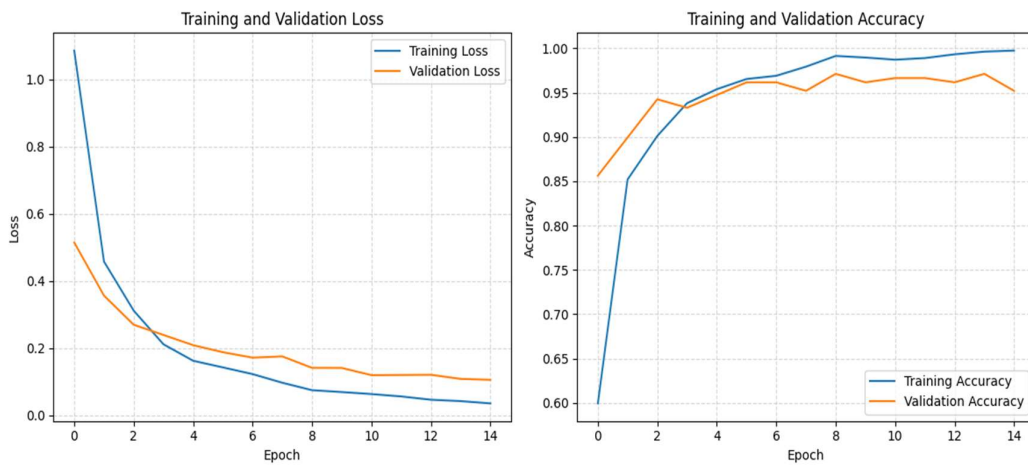 Training and Validation Loss
Training Loss
Validation Loss
1.0
0.8
0.6
0.4
0.2
0.0
Loss
0 2 4 6 8 10 12 14
Epoch
Training and Validation Accuracy
1.00
0.95
0.90
0.85
0.80
0.75
0.70
0.65
0.60
Accuracy
Training Accuracy
Validation Accuracy
0 2 4 6 8 10 12 14
Epoch